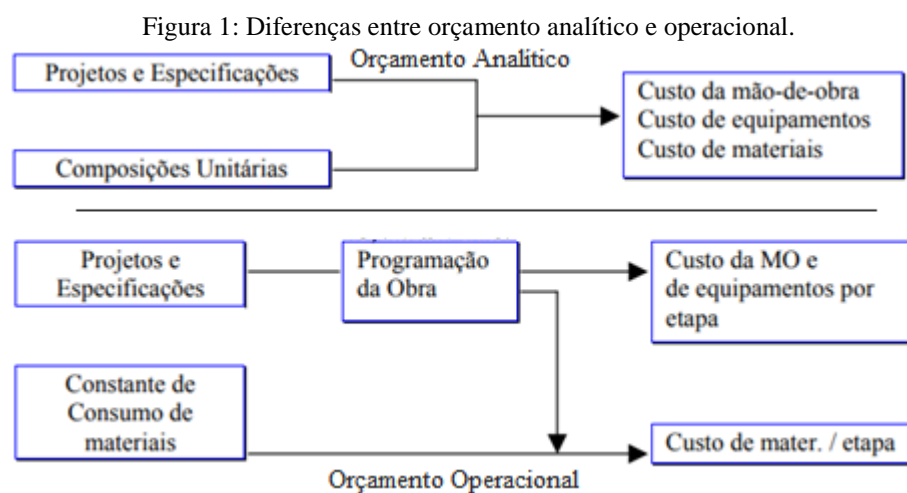 Figura 1: Diferenças entre orçamento analítico e operacional.
Orçamento Analítico
Projetos e Especificações
Composições Unitárias
Custo da mão-de-obra
Custo de equipamentos
Custo de materiais
Projetos e
Especificações
Programação
da Obra
Custo da MO e
de equipamentos por
etapa
Constante de
Consumo de
materiais
Custo de mater. / etapa
Orçamento Operacional